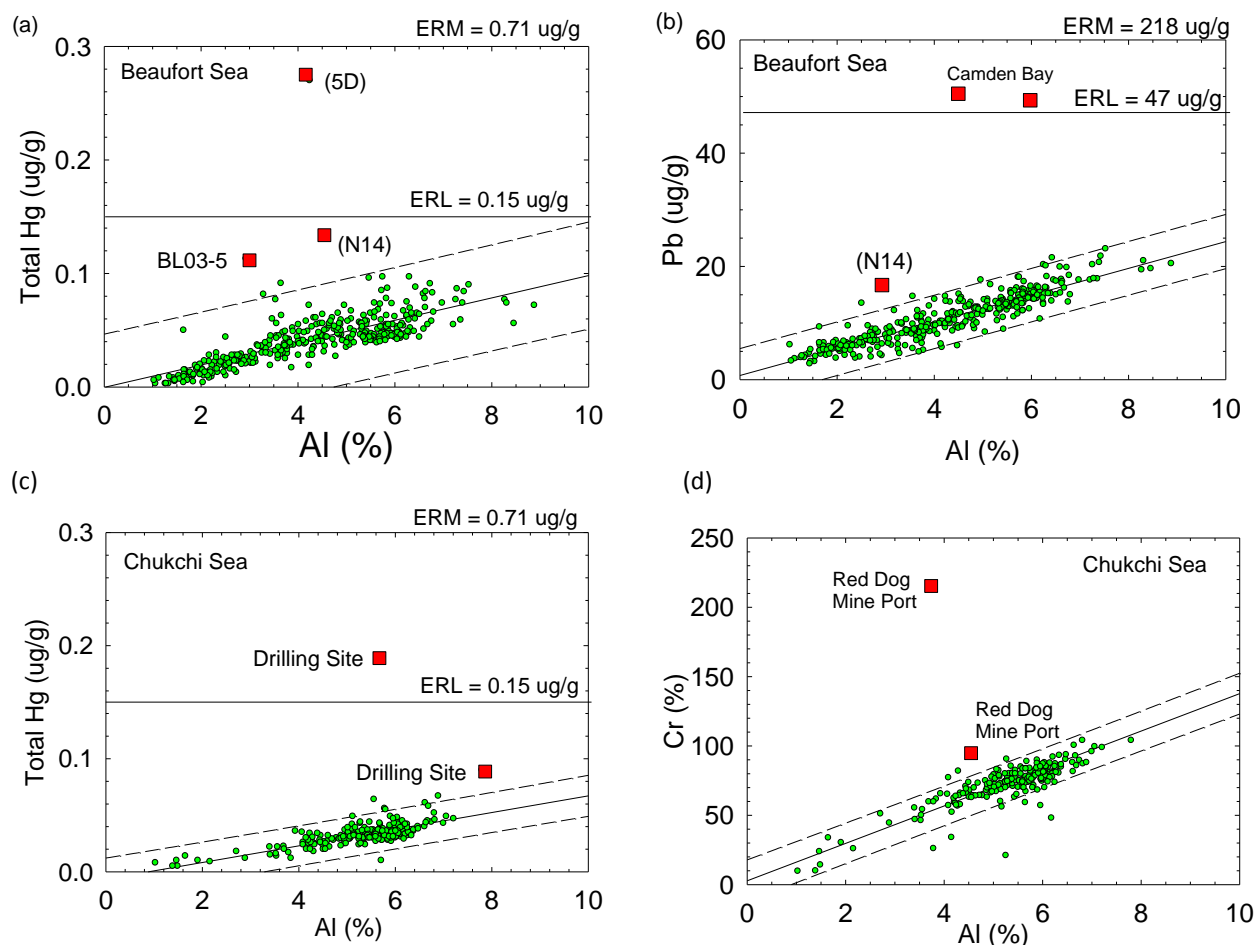 (a)
ERM = 0.71 ug/g
0.3
Beaufort Sea
(5D)
0.2
ERL = 0.15 ug/g
(N14)
BL03-5
0.1
0.0
0 2 4 6 8 10
Total Hg (ug/g)
Al (%)
(b)
ERM = 218 ug/g
60
Beaufort Sea
Camden Bay
ERL = 47 ug/g
40
(N14)
20
0
0 2 4 6 8 10
Pb (ug/g)
Al (%)
(c)
ERM = 0.71 ug/g
0.3
Chukchi Sea
0.2
Drilling Site
ERL = 0.15 ug/g
0.1
Drilling Site
0.0
0 2 4 6 8 10
Total Hg (ug/g)
Al (%)
(d)
250
Chukchi Sea
Red Dog
Mine Port
200
150
Red Dog
Mine Port
100
50
0
0 2 4 6 8 10
Cr (%)
Al (%)